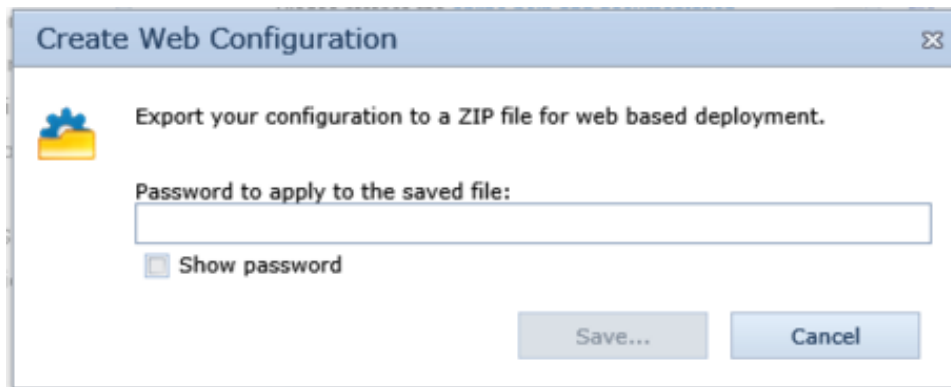 Create Web Configuration
Export your configuration to a ZIP file for web based deployment.
Password to apply to the saved file:
Show password
Save...
Cancel